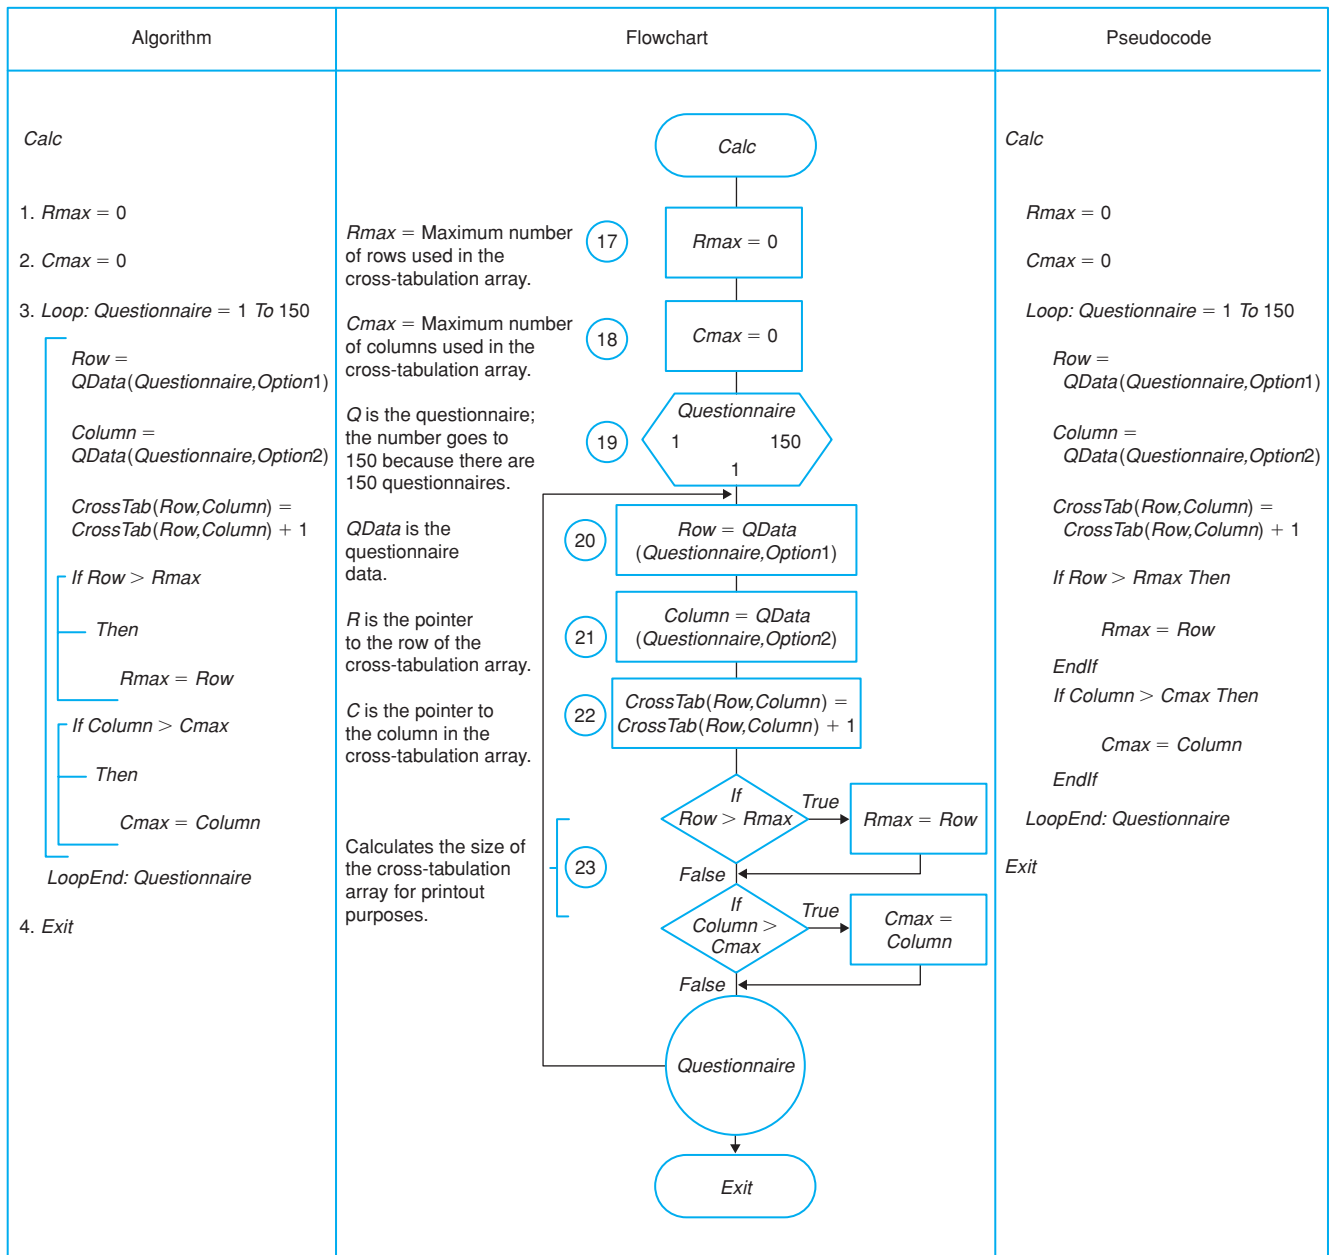 Algorithm
Flowchart
Pseudocode
Calc
1. Rmax = 0
2. Cmax = 0
3. Loop: Questionnaire = 1 To 150
Row =
QData(Questionnaire,Option1)
Column =
QData(Questionnaire,Option2)
CrossTab(Row,Column) =
CrossTab(Row,Column) + 1
If Row > Rmax
Then
Rmax = Row
If Column > Cmax
Then
Cmax = Column
LoopEnd: Questionnaire
4. Exit
Rmax = Maximum number
of rows used in the
cross-tabulation array.
Cmax = Maximum number
of columns used in the
cross-tabulation array.
Q is the questionnaire;
the number goes to
150 because there are
150 questionnaires.
QData is the
questionnaire
data.
R is the pointer
to the row of the
cross-tabulation array.
C is the pointer to
the column in the
cross-tabulation array.
Calculates the size of
the cross-tabulation
array for printout
purposes.
Calc
17
Rmax = 0
18
Cmax = 0
19
Questionnaire
1 150
1
20
Row = QData
(Questionnaire,Option1)
21
Column = QData
(Questionnaire,Option2)
22
CrossTab(Row,Column) =
CrossTab(Row,Column) + 1
23
If
Row > Rmax
True
Rmax = Row
False
If
Column >
Cmax
True
Cmax =
Column
False
Questionnaire
Exit
Calc
Rmax = 0
Cmax = 0
Loop: Questionnaire = 1 To 150
Row =
QData(Questionnaire,Option1)
Column =
QData(Questionnaire,Option2)
CrossTab(Row,Column) =
CrossTab(Row,Column) + 1
If Row > Rmax Then
Rmax = Row
EndIf
If Column > Cmax Then
Cmax = Column
EndIf
LoopEnd: Questionnaire
Exit